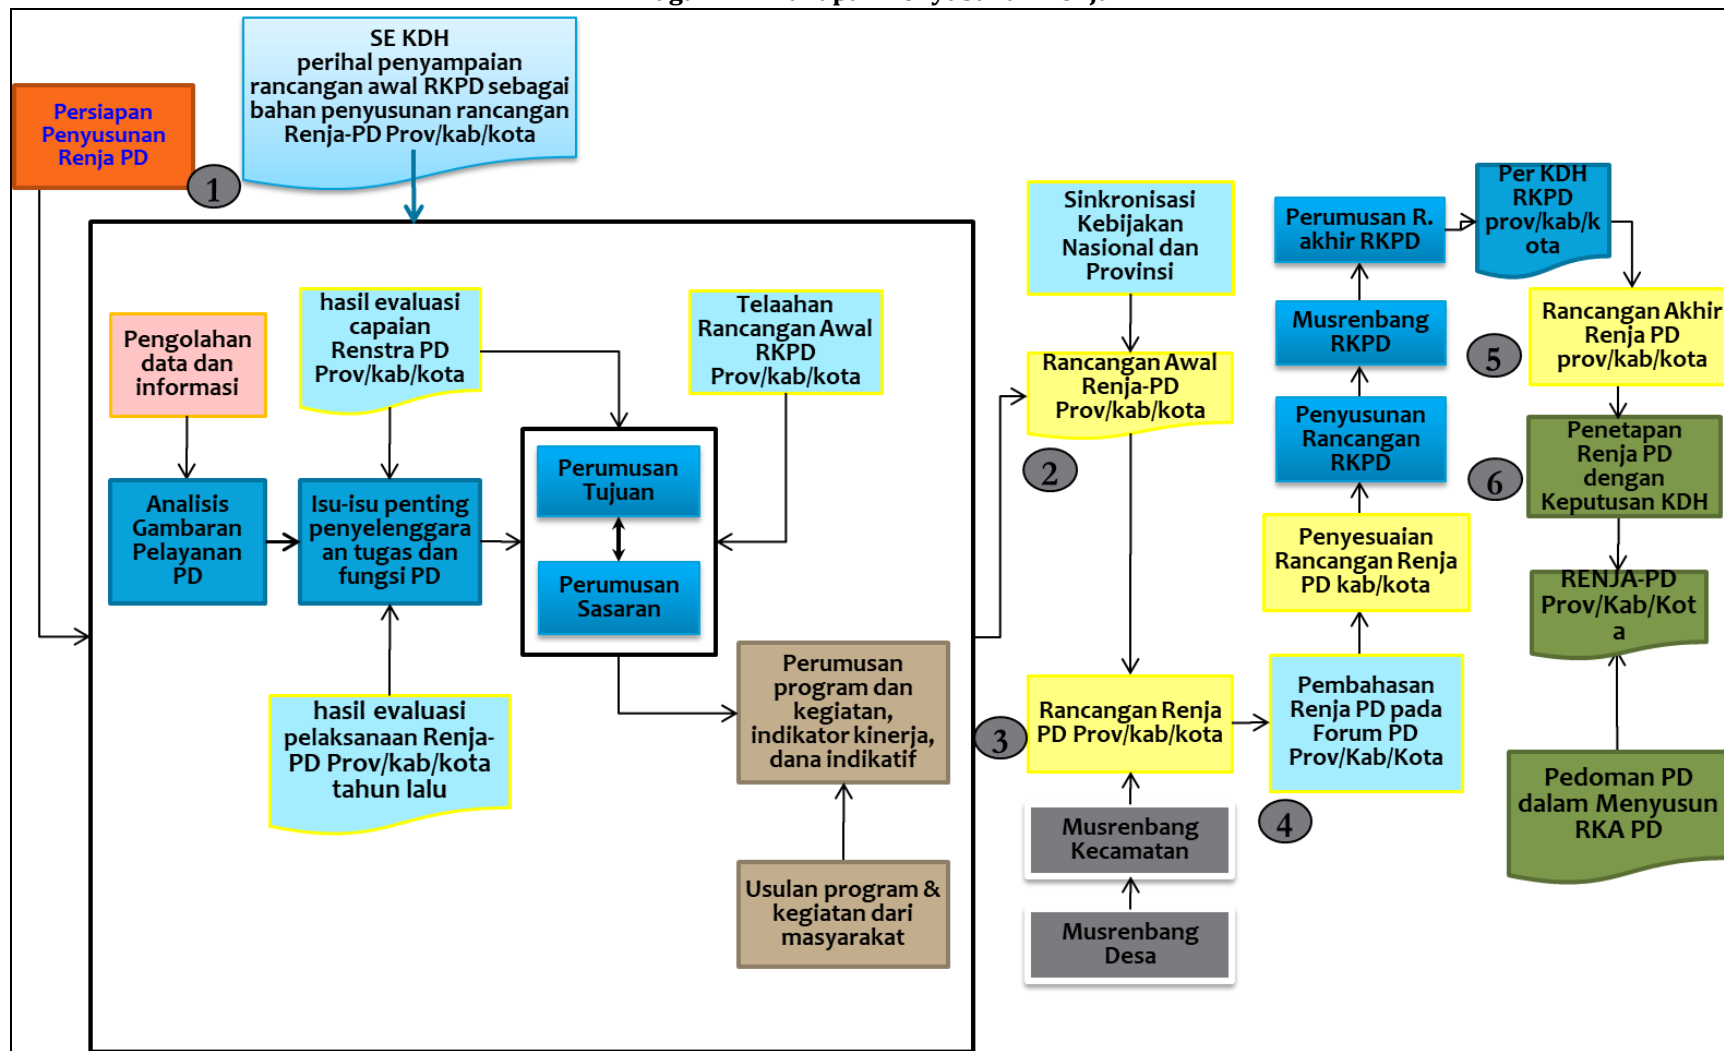 SE KDH
perihal penyampaian
rancangan awal RKPD sebagai
bahan penyusunan rancangan
Renja-PD Prov/kab/kota
Persiapan
Penyusunan
Renja PD
1
Pengolahan
data dan
informasi
hasil evaluasi
capaian
Renstra PD
Prov/kab/kota
Telaahan
Rancangan Awal
RKPD
Prov/kab/kota
Analisis
Gambaran
Pelayanan
PD
Isu-isu penting
penyelenggara
an tugas dan
fungsi PD
Perumusan
Tujuan
Perumusan
Sasaran
hasil evaluasi
pelaksanaan Renja-
PD Prov/kab/kota
tahun lalu
Perumusan
program dan
kegiatan,
indikator kinerja,
dana indikatif
Usulan program &
kegiatan dari
masyarakat
Sinkronisasi
Kebijakan
Nasional dan
Provinsi
Rancangan Awal
Renja-PD
Prov/kab/kota
2
Rancangan Renja
PD Prov/kab/kota
3
Musrenbang
Kecamatan
Musrenbang
Desa
Pembahasan
Renja PD pada
Forum PD
Prov/Kab/Kota
4
Penyesuaian
Rancangan Renja
PD kab/kota
Penyusunan
Rancangan
RKPD
Musrenbang
RKPD
Perumusan R.
akhir RKPD
Per KDH
RKPD
prov/kab/k
ota
Rancangan Akhir
Renja PD
prov/kab/kota
5
Penetapan
Renja PD
dengan
Keputusan KDH
6
RENJA-PD
Prov/Kab/Kot
a
Pedoman PD
dalam Menyusun
RKA PD